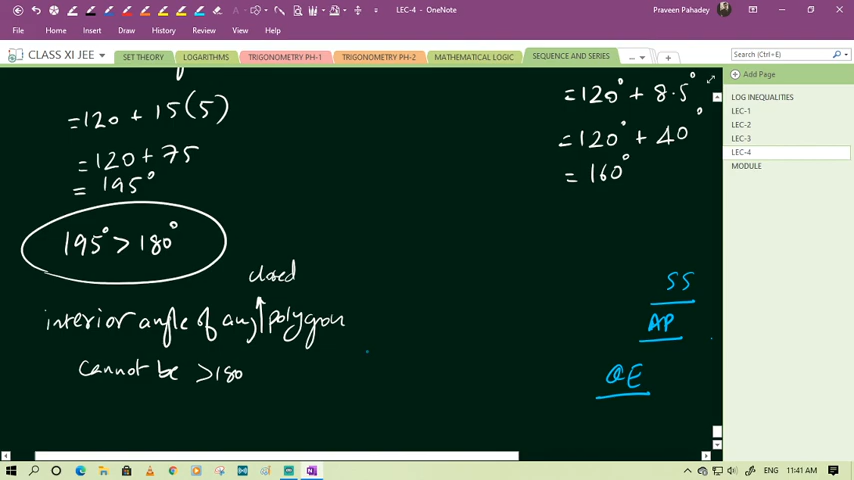 LEC-4 - OneNote
Praveen Pahadey
File Home Insert Draw History Review View Help
CLASS XI JEE
SET THEORY LOGARITHMS TRIGONOMETRY PH-1 TRIGONOMETRY PH-2 MATHEMATICAL LOGIC SEQUENCE AND SERIES
Search (Ctrl+E)
Add Page
LOG INEQUALITIES
LEC-1
LEC-2
LEC-3
LEC-4
MODULE
=120 + 15(5)
=120+75
= 195°
195° > 180°
closed
interior angle of any polygon
cannot be >180
=120° + 8.5°
=120° + 40°
= 160°
SS
AP
QE
ENG 11:41 AM